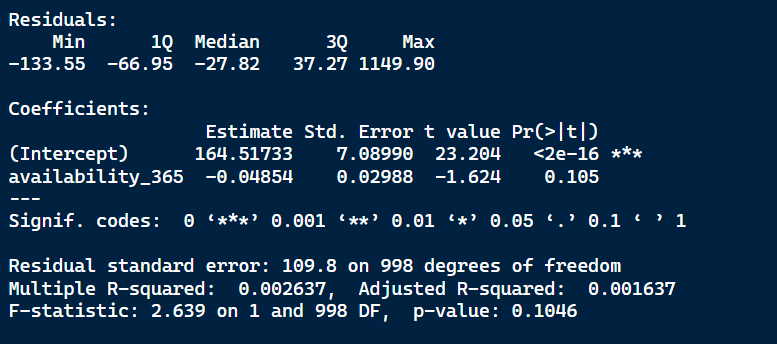 Residuals:
    Min      1Q  Median      3Q     Max
-133.55  -66.95  -27.82   37.27 1149.90
Coefficients:
                  Estimate Std. Error t value Pr(>|t|)
(Intercept)      164.51733    7.08990  23.204   <2e-16 ***
availability_365  -0.04854    0.02988  -1.624    0.105
---
Signif. codes:  0 ‘***’ 0.001 ‘**’ 0.01 ‘*’ 0.05 ‘.’ 0.1 ‘ ’ 1
Residual standard error: 109.8 on 998 degrees of freedom
Multiple R-squared:  0.002637,  Adjusted R-squared:  0.001637
F-statistic: 2.639 on 1 and 998 DF,  p-value: 0.1046